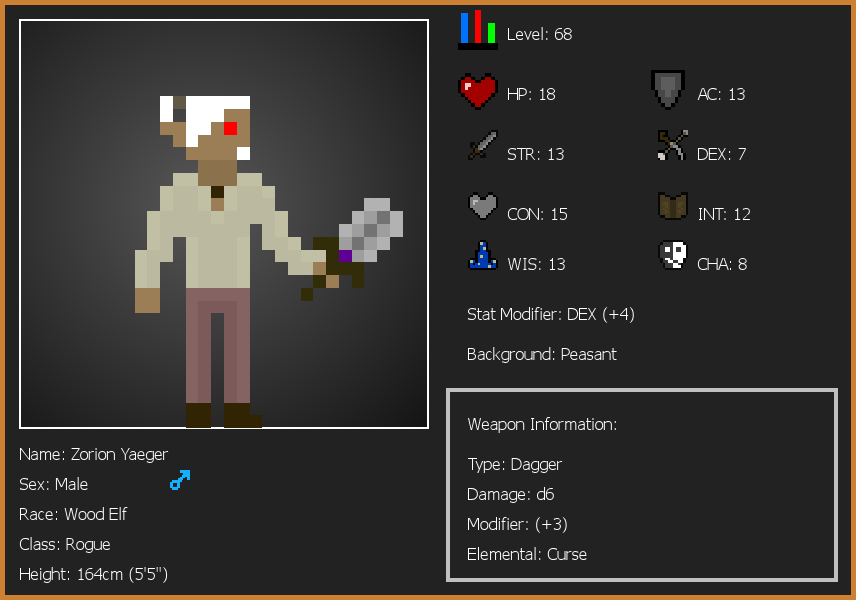 Level: 68
HP: 18
AC: 13
STR: 13
DEX: 7
CON: 15
INT: 12
WIS: 13
CHA: 8
Stat Modifier: DEX (+4)
Background: Peasant
Weapon Information:
Type: Dagger
Damage: d6
Modifier: (+3)
Elemental: Curse
Name: Zorion Yaeger
Sex: Male
Race: Wood Elf
Class: Rogue
Height: 164cm (5'5")